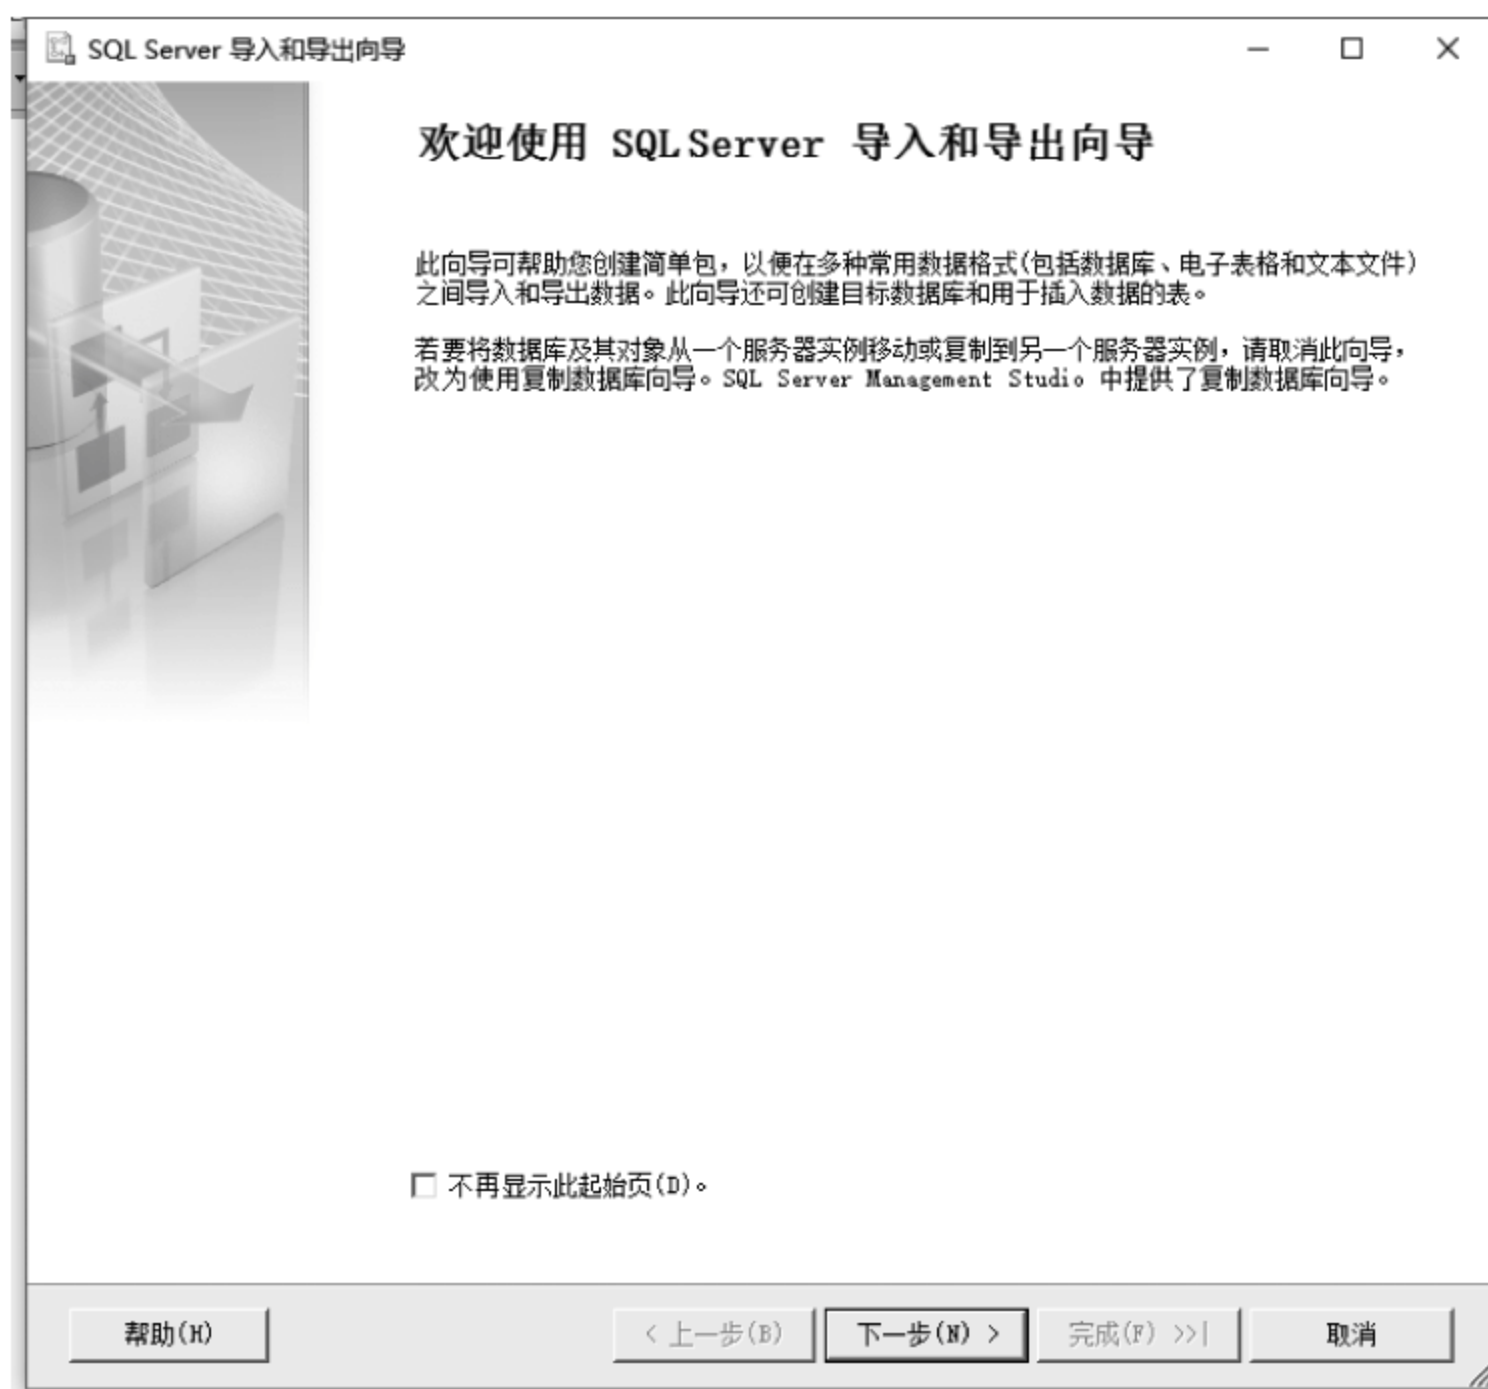 SQL Server 导入和导出向导
欢迎使用 SQL Server 导入和导出向导
此向导可帮助您创建简单包，以便在多种常用数据格式(包括数据库、电子表格和文本文件)
之间导入和导出数据。此向导还可创建目标数据库和用于插入数据的表。
若要将数据库及其对象从一个服务器实例移动或复制到另一个服务器实例，请取消此向导，
改为使用复制数据库向导。SQL Server Management Studio 中提供了复制数据库向导。
不再显示此起始页(D)。
帮助(H)
< 上一步(B)
下一步(N) >
完成(F) >>|
取消